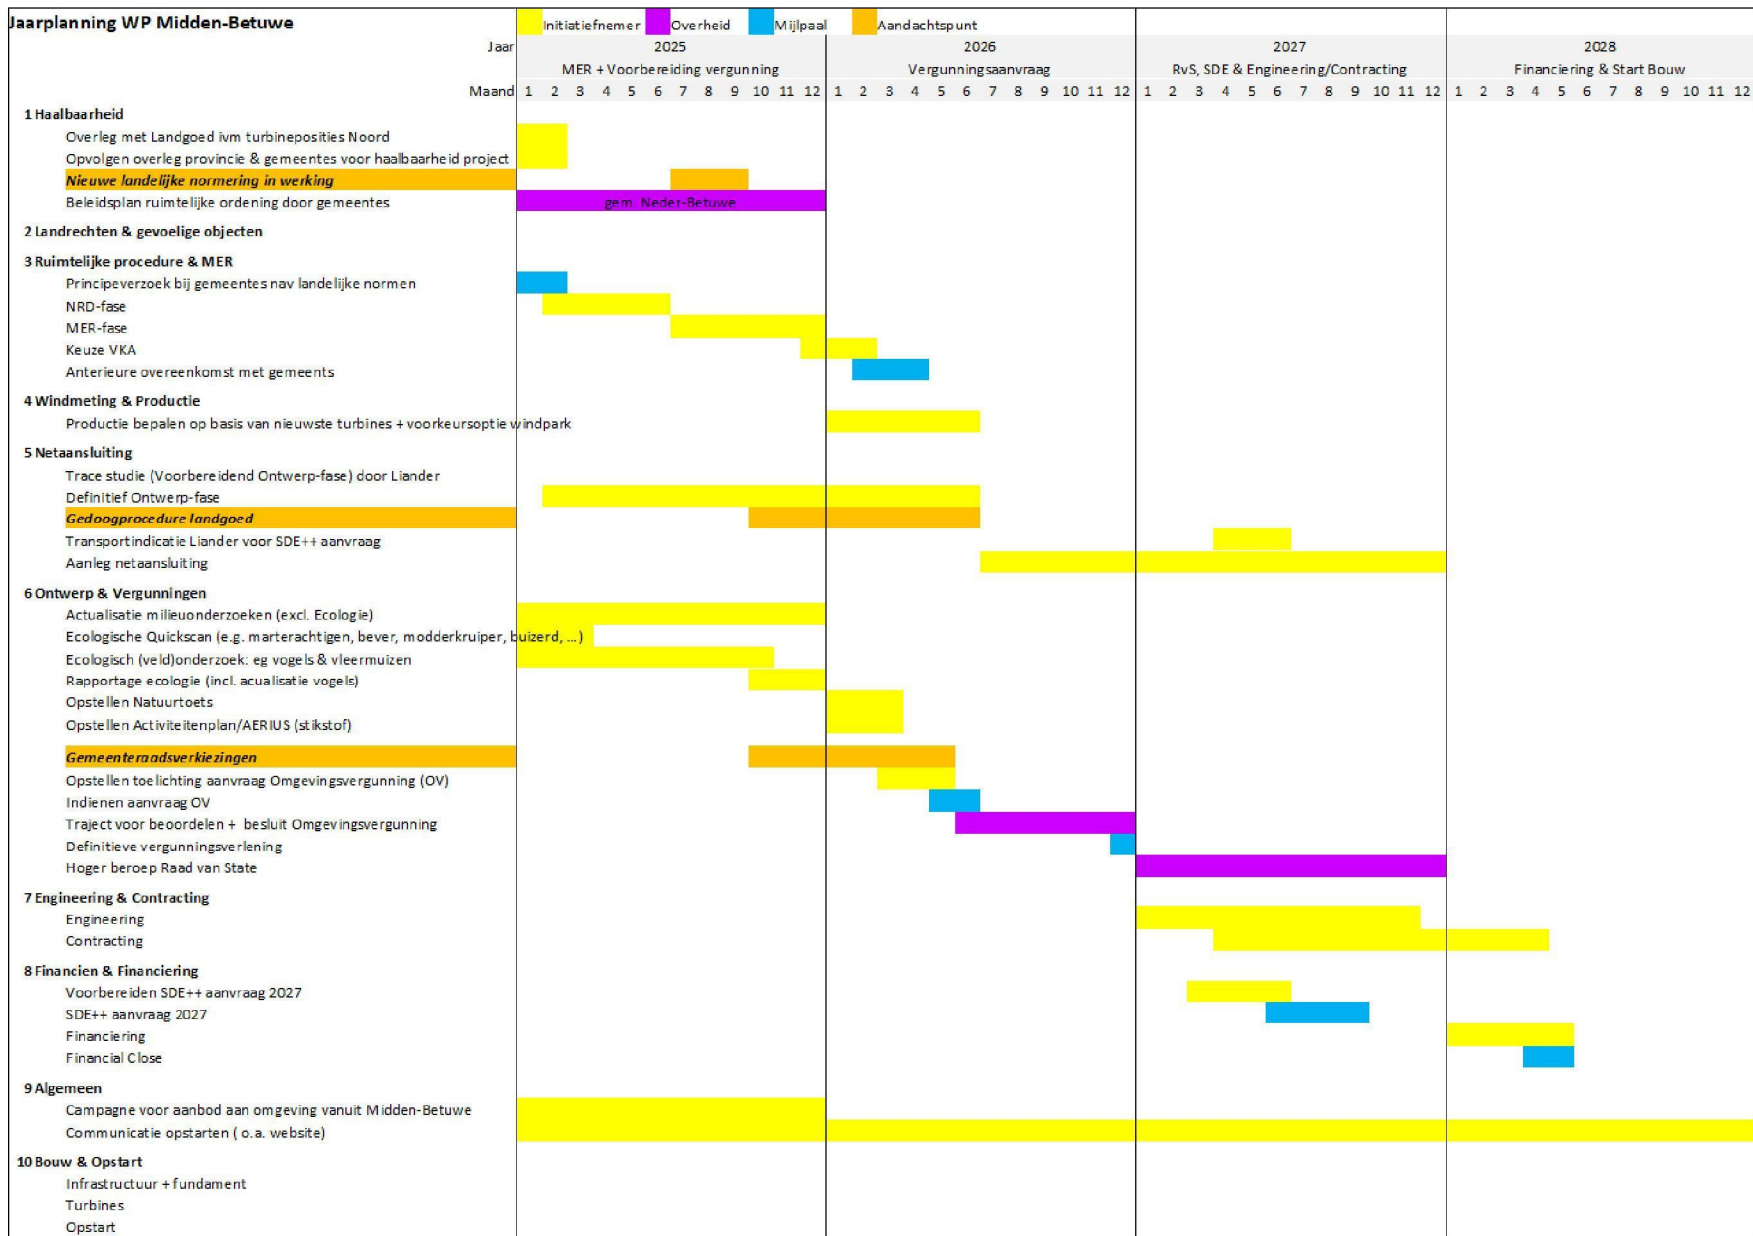 Jaarplanning WP Midden-Betuwe Initiatiefnemer Overheid Mijlpaal Aandachtspunt
Jaar 2025 2026 2027 2028
MER + Voorbereiding vergunning Vergunningsaanvraag RvS, SDE & Engineering/Contracting Financiering & Start Bouw
Maand 1 2 3 4 5 6 7 8 9 10 11 12 1 2 3 4 5 6 7 8 9 10 11 12 1 2 3 4 5 6 7 8 9 10 11 12 1 2 3 4 5 6 7 8 9 10 11 12
1 Haalbaarheid
Overleg met Landgoed ivm turbineposities Noord
Opvolgen overleg provincie & gemeentes voor haalbaarheid project
Nieuwe landelijke normering in werking
Beleidsplan ruimtelijke ordening door gemeentes gem. Neder-Betuwe
2 Landrechten & gevoelige objecten
3 Ruimtelijke procedure & MER
Principeverzoek bij gemeentes nav landelijke normen
NRD-fase
MER-fase
Keuze VKA
Anterieure overeenkomst met gemeents
4 Windmeting & Productie
Productie bepalen op basis van nieuwste turbines + voorkeursoptie windpark
5 Netaansluiting
Trace studie (Voorbereidend Ontwerp-fase) door Liander
Definitief Ontwerp-fase
Gedoogprocedure landgoed
Transportindicatie Liander voor SDE++ aanvraag
Aanleg netaansluiting
6 Ontwerp & Vergunningen
Actualisatie milieuonderzoeken (excl. Ecologie)
Ecologische Quickscan (e.g. marterachtigen, bever, modderkruiper, buizerd, ...)
Ecologisch (veld)onderzoek: eg vogels & vleermuizen
Rapportage ecologie (incl. acualisatie vogels)
Opstellen Natuurtoets
Opstellen Activiteitenplan/AERIUS (stikstof)
Gemeenteraadsverkiezingen
Opstellen toelichting aanvraag Omgevingsvergunning (OV)
Indienen aanvraag OV
Traject voor beoordelen + besluit Omgevingsvergunning
Definitieve vergunningsverlening
Hoger beroep Raad van State
7 Engineering & Contracting
Engineering
Contracting
8 Financien & Financiering
Voorbereiden SDE++ aanvraag 2027
SDE++ aanvraag 2027
Financiering
Financial Close
9 Algemeen
Campagne voor aanbod aan omgeving vanuit Midden-Betuwe
Communicatie opstarten ( o.a. website)
10 Bouw & Opstart
Infrastructuur + fundament
Turbines
Opstart